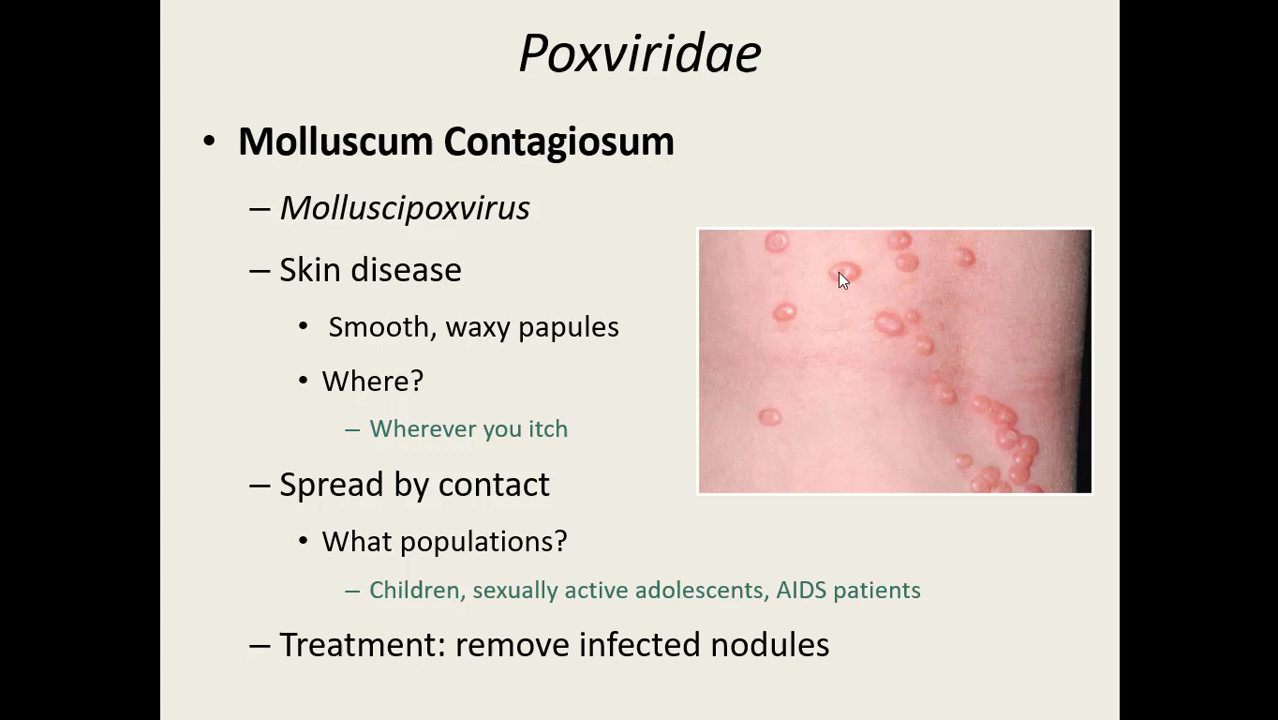 Poxviridae
• Molluscum Contagiosum
– Molluscipoxvirus
– Skin disease
• Smooth, waxy papules
• Where?
– Wherever you itch
– Spread by contact
• What populations?
– Children, sexually active adolescents, AIDS patients
– Treatment: remove infected nodules